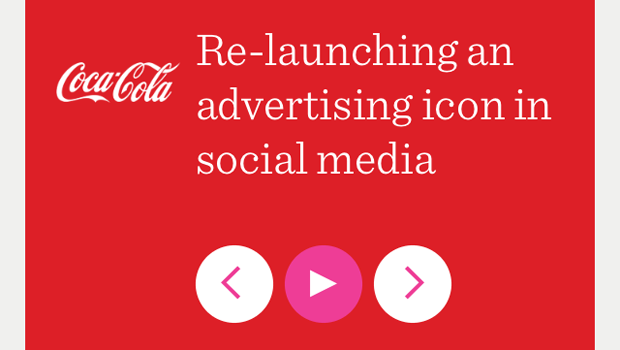 Coca-Cola
Re-launching an
advertising icon in
social media